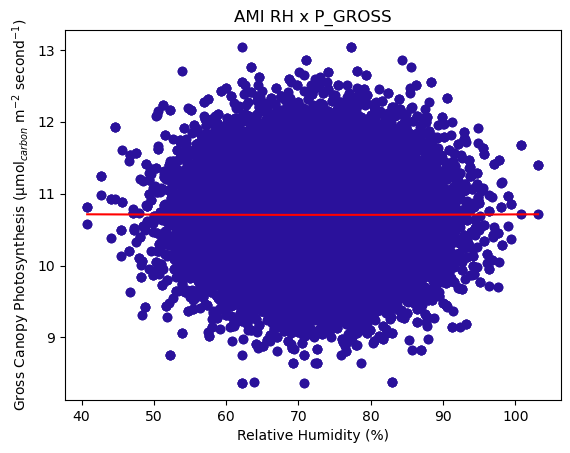 AMI RH x P_GROSS
Gross Canopy Photosynthesis (μmol_carbon m⁻² second⁻¹)
13
12
11
10
9
40 50 60 70 80 90 100
Relative Humidity (%)